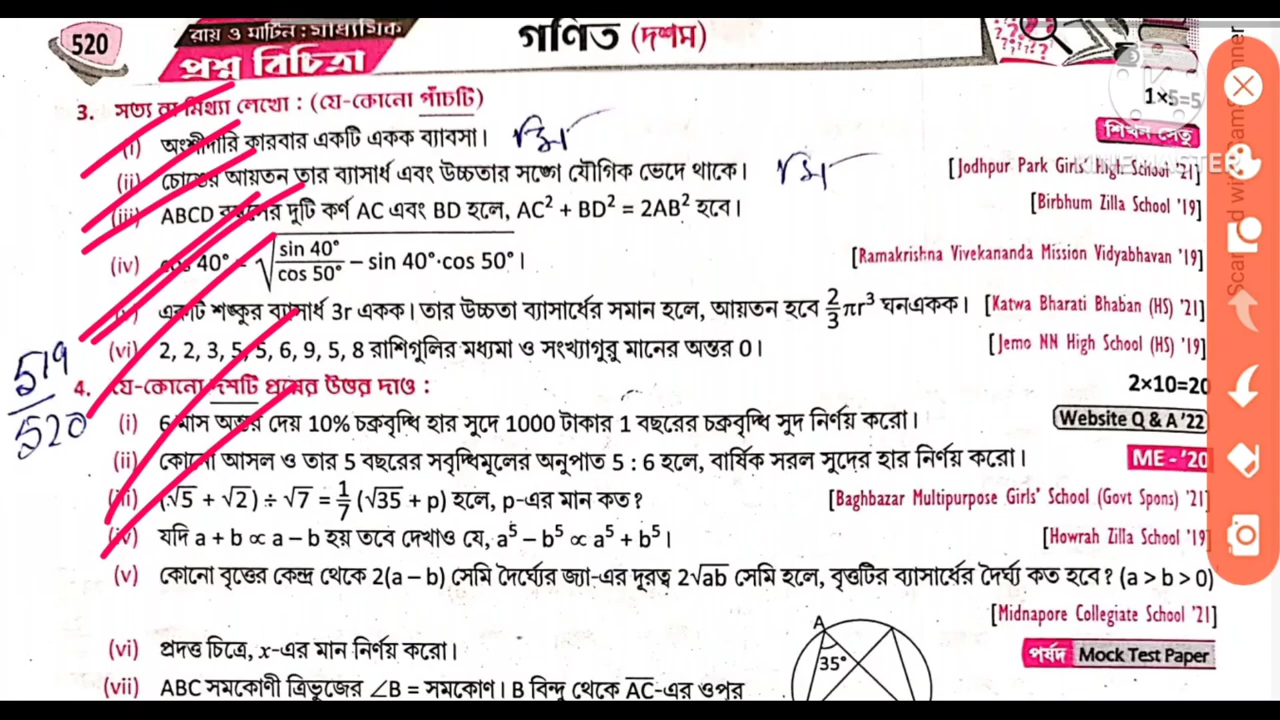 520
রায় ও মার্টিন : মাধ্যমিক
প্রশ্ন বিচিত্রা
গণিত (দশম)
3. সত্য বা মিথ্যা লেখো : (যে-কোনো পাঁচটি) 1×5=5
(i) অংশীদারি কারবার একটি একক ব্যাবসা। মি শিখন সেতু
(ii) চোঙের আয়তন তার ব্যাসার্ধ এবং উচ্চতার সঙ্গে যৌগিক ভেদে থাকে। মি [Jodhpur Park Girls' High School '21]
(iii) ABCD বর্গের দুটি কর্ণ AC এবং BD হলে, AC² + BD² = 2AB² হবে। [Birbhum Zilla School '19]
(iv) cos 40° = √(sin 40°/cos 50° – sin 40°·cos 50°)। [Ramakrishna Vivekananda Mission Vidyabhavan '19]
একটি শঙ্কুর ব্যাসার্ধ 3r একক। তার উচ্চতা ব্যাসার্ধের সমান হলে, আয়তন হবে 2/3πr³ ঘনএকক। [Katwa Bharati Bhaban (HS) '21]
(vi) 2, 2, 3, 5, 5, 6, 9, 5, 8 রাশিগুলির মধ্যমা ও সংখ্যাগুরু মানের অন্তর 0। [Jemo NN High School (HS) '19]
519/520
4. যে-কোনো দশটি প্রশ্নের উত্তর দাও : 2×10=20
(i) 6 মাস অন্তর দেয় 10% চক্রবৃদ্ধি হার সুদে 1000 টাকার 1 বছরের চক্রবৃদ্ধি সুদ নির্ণয় করো। Website Q & A '22
(ii) কোনো আসল ও তার 5 বছরের সবৃদ্ধিমূলের অনুপাত 5 : 6 হলে, বার্ষিক সরল সুদের হার নির্ণয় করো। ME - '20
(iii) (√5 + √2) ÷ √7 = 1/7 (√35 + p) হলে, p-এর মান কত? [Baghbazar Multipurpose Girls' School (Govt Spons) '21]
(iv) যদি a + b ∝ a – b হয় তবে দেখাও যে, a⁵ – b⁵ ∝ a⁵ + b⁵। [Howrah Zilla School '19]
(v) কোনো বৃত্তের কেন্দ্র থেকে 2(a – b) সেমি দৈর্ঘ্যের জ্যা-এর দূরত্ব 2√ab সেমি হলে, বৃত্তটির ব্যাসার্ধের দৈর্ঘ্য কত হবে? (a > b > 0)
[Midnapore Collegiate School '21]
(vi) প্রদত্ত চিত্রে, x-এর মান নির্ণয় করো। পর্ষদ Mock Test Paper
A
35°
(vii) ABC সমকোণী ত্রিভুজের ∠B = সমকোণ। B বিন্দু থেকে AC-এর ওপর